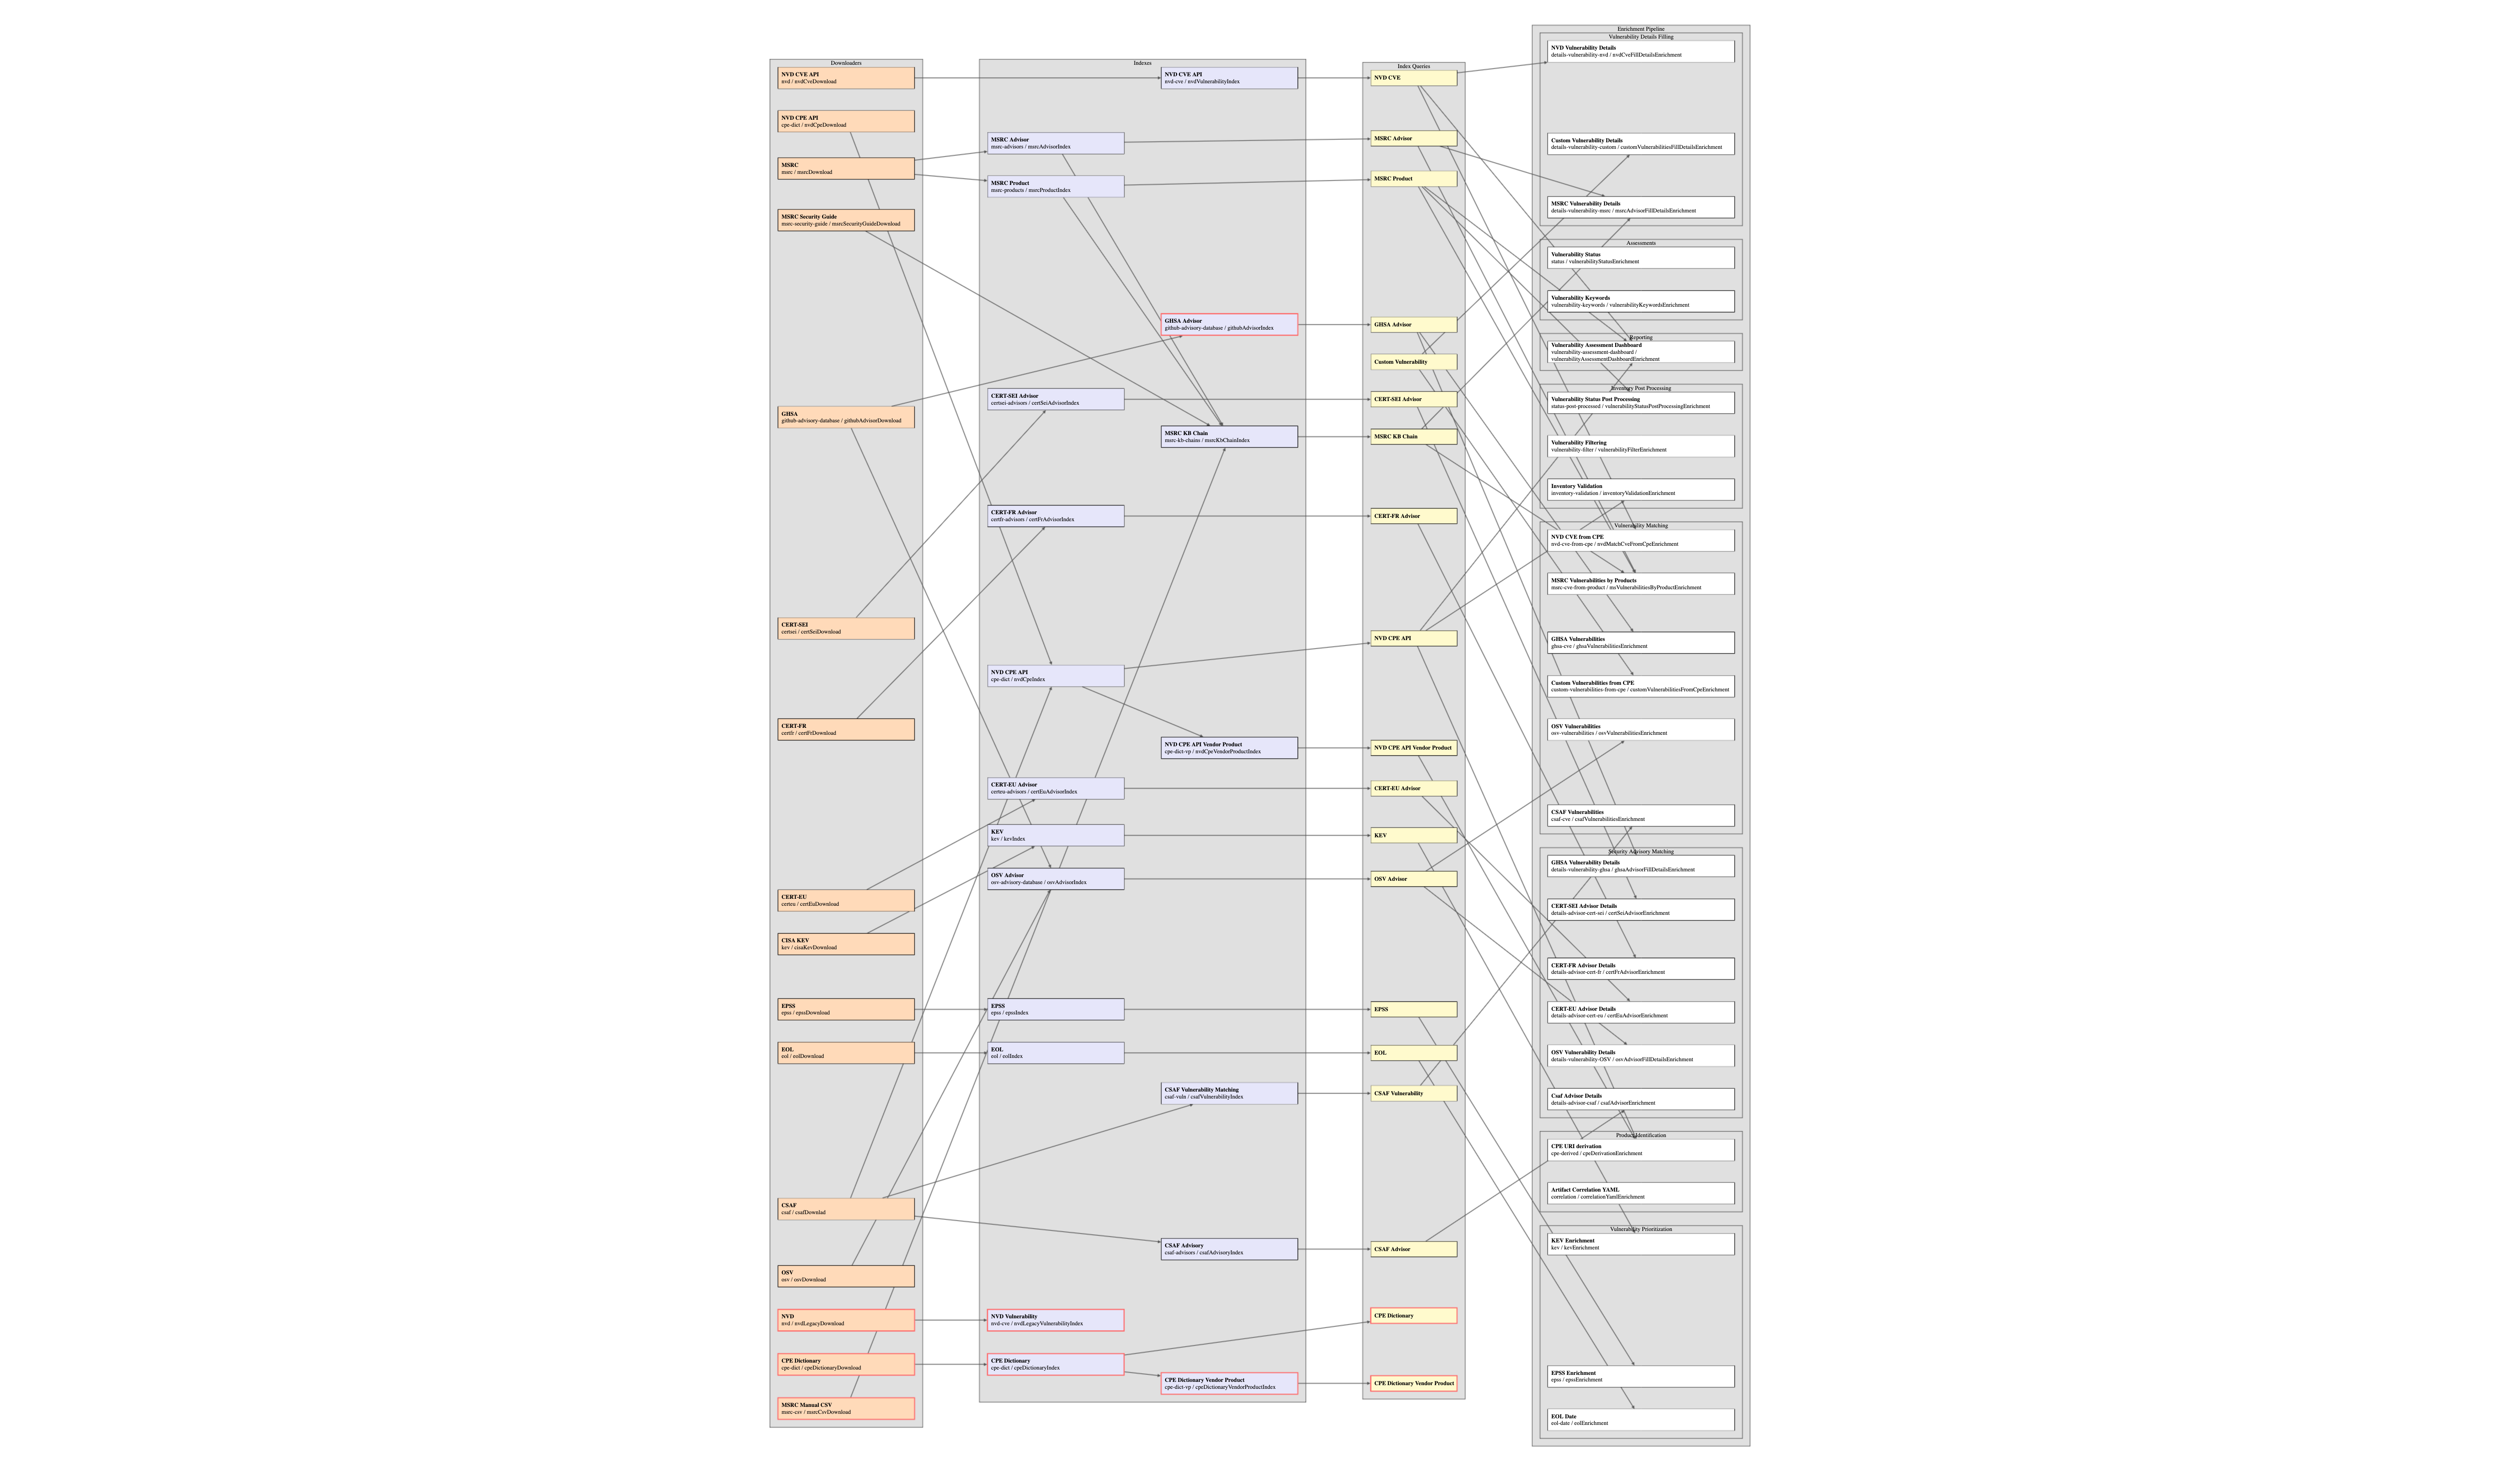 Downloaders
NVD CVE API
nvd / nvdCveDownload
NVD CPE API
cpe-dict / nvdCpeDownload
MSRC
msrc / msrcDownload
MSRC Security Guide
msrc-security-guide / msrcSecurityGuideDownload
GHSA
github-advisory-database / githubAdvisorDownload
CERT-SEI
certsei / certSeiDownload
CERT-FR
certfr / certFrDownload
CERT-EU
certeu / certEuDownload
CISA KEV
kev / cisaKevDownload
EPSS
epss / epssDownload
EOL
eol / eolDownload
CSAF
csaf / csafDownlad
OSV
osv / osvDownload
NVD
nvd / nvdLegacyDownload
CPE Dictionary
cpe-dict / cpeDictionaryDownload
MSRC Manual CSV
msrc-csv / msrcCsvDownload
Indexes
NVD CVE API
nvd-cve / nvdVulnerabilityIndex
MSRC Advisor
msrc-advisors / msrcAdvisorIndex
MSRC Product
msrc-products / msrcProductIndex
GHSA Advisor
github-advisory-database / githubAdvisorIndex
CERT-SEI Advisor
certsei-advisors / certSeiAdvisorIndex
MSRC KB Chain
msrc-kb-chains / msrcKbChainIndex
CERT-FR Advisor
certfr-advisors / certFrAdvisorIndex
NVD CPE API
cpe-dict / nvdCpeIndex
NVD CPE API Vendor Product
cpe-dict-vp / nvdCpeVendorProductIndex
CERT-EU Advisor
certeu-advisors / certEuAdvisorIndex
KEV
kev / kevIndex
OSV Advisor
osv-advisory-database / osvAdvisorIndex
EPSS
epss / epssIndex
EOL
eol / eolIndex
CSAF Vulnerability Matching
csaf-vuln / csafVulnerabilityIndex
CSAF Advisory
csaf-advisors / csafAdvisoryIndex
NVD Vulnerability
nvd-cve / nvdLegacyVulnerabilityIndex
CPE Dictionary
cpe-dict / cpeDictionaryIndex
CPE Dictionary Vendor Product
cpe-dict-vp / cpeDictionaryVendorProductIndex
Index Queries
NVD CVE
MSRC Advisor
MSRC Product
GHSA Advisor
Custom Vulnerability
CERT-SEI Advisor
MSRC KB Chain
CERT-FR Advisor
NVD CPE API
NVD CPE API Vendor Product
CERT-EU Advisor
KEV
OSV Advisor
EPSS
EOL
CSAF Vulnerability
CSAF Advisor
CPE Dictionary
CPE Dictionary Vendor Product
Enrichment Pipeline
Vulnerability Details Filling
NVD Vulnerability Details
details-vulnerability-nvd / nvdCveFillDetailsEnrichment
Custom Vulnerability Details
details-vulnerability-custom / customVulnerabilitiesFillDetailsEnrichment
MSRC Vulnerability Details
details-vulnerability-msrc / msrcAdvisorFillDetailsEnrichment
Assessments
Vulnerability Status
status / vulnerabilityStatusEnrichment
Vulnerability Keywords
vulnerability-keywords / vulnerabilityKeywordsEnrichment
Reporting
Vulnerability Assessment Dashboard
vulnerability-assessment-dashboard /
vulnerabilityAssessmentDashboardEnrichment
Inventory Post Processing
Vulnerability Status Post Processing
status-post-processed / vulnerabilityStatusPostProcessingEnrichment
Vulnerability Filtering
vulnerability-filter / vulnerabilityFilterEnrichment
Inventory Validation
inventory-validation / inventoryValidationEnrichment
Vulnerability Matching
NVD CVE from CPE
nvd-cve-from-cpe / nvdMatchCveFromCpeEnrichment
MSRC Vulnerabilities by Products
msrc-cve-from-product / msVulnerabilitiesByProductEnrichment
GHSA Vulnerabilities
ghsa-cve / ghsaVulnerabilitiesEnrichment
Custom Vulnerabilities from CPE
custom-vulnerabilities-from-cpe / customVulnerabilitiesFromCpeEnrichment
OSV Vulnerabilities
osv-vulnerabilities / osvVulnerabilitiesEnrichment
CSAF Vulnerabilities
csaf-cve / csafVulnerabilitiesEnrichment
Security Advisory Matching
GHSA Vulnerability Details
details-vulnerability-ghsa / ghsaAdvisorFillDetailsEnrichment
CERT-SEI Advisor Details
details-advisor-cert-sei / certSeiAdvisorEnrichment
CERT-FR Advisor Details
details-advisor-cert-fr / certFrAdvisorEnrichment
CERT-EU Advisor Details
details-advisor-cert-eu / certEuAdvisorEnrichment
OSV Vulnerability Details
details-vulnerability-OSV / osvAdvisorFillDetailsEnrichment
Csaf Advisor Details
details-advisor-csaf / csafAdvisorEnrichment
Product Identification
CPE URI derivation
cpe-derived / cpeDerivationEnrichment
Artifact Correlation YAML
correlation / correlationYamlEnrichment
Vulnerability Prioritization
KEV Enrichment
kev / kevEnrichment
EPSS Enrichment
epss / epssEnrichment
EOL Date
eol-date / eolEnrichment